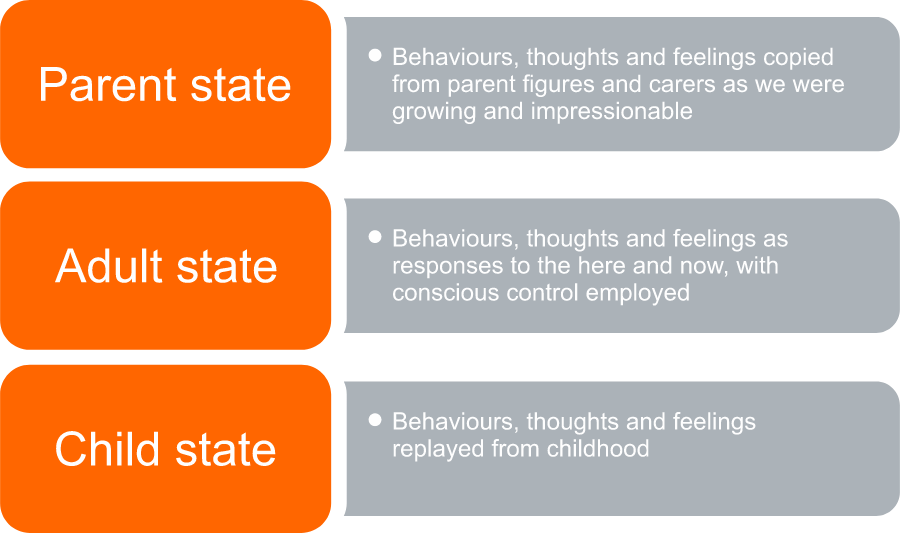 Parent state
• Behaviours, thoughts and feelings copied
from parent figures and carers as we were
growing and impressionable
Adult state
• Behaviours, thoughts and feelings as
responses to the here and now, with
conscious control employed
Child state
• Behaviours, thoughts and feelings
replayed from childhood